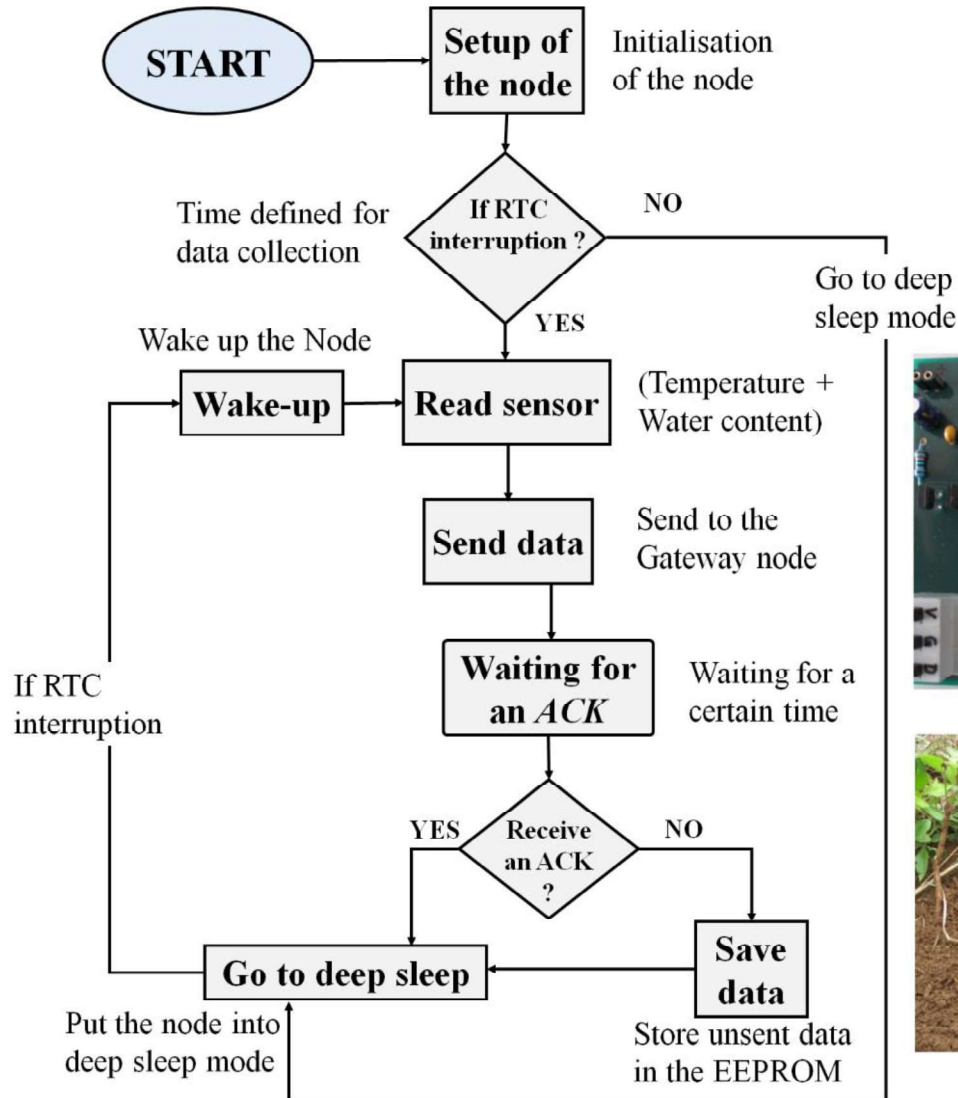 START
Setup of
the node
Initialisation
of the node
Time defined for
data collection
If RTC
interruption ?
NO
YES
Go to deep
sleep mode
Wake up the Node
Wake-up
Read sensor
(Temperature +
Water content)
Send data
Send to the
Gateway node
Waiting for
an ACK
Waiting for a
certain time
If RTC
interruption
YES
Receive
an ACK
?
NO
Go to deep sleep
Save
data
Put the node into
deep sleep mode
Store unsent data
in the EEPROM
V G D